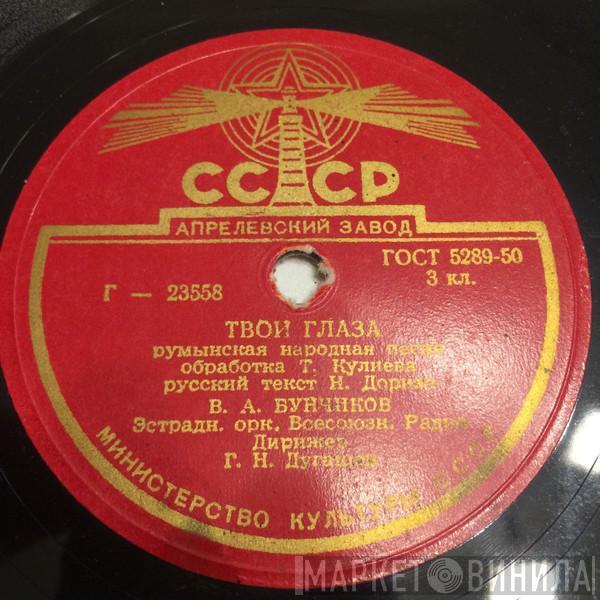 СССР
АПРЕЛЕВСКИЙ ЗАВОД
ГОСТ 5289-50
3 кл.
Г — 23558
ТВОИ ГЛАЗА
румынская народная песня
обработка Т. Кулиева
русский текст Н. Доризо
В. А. БУНЧИКОВ
Эстрадн. орк. Всесоюзн. Радио
Дирижер
Г. Н.
МИНИСТЕРСТВО КУЛЬТУРЫ СССР
МАРКЕТ ВИНИЛА